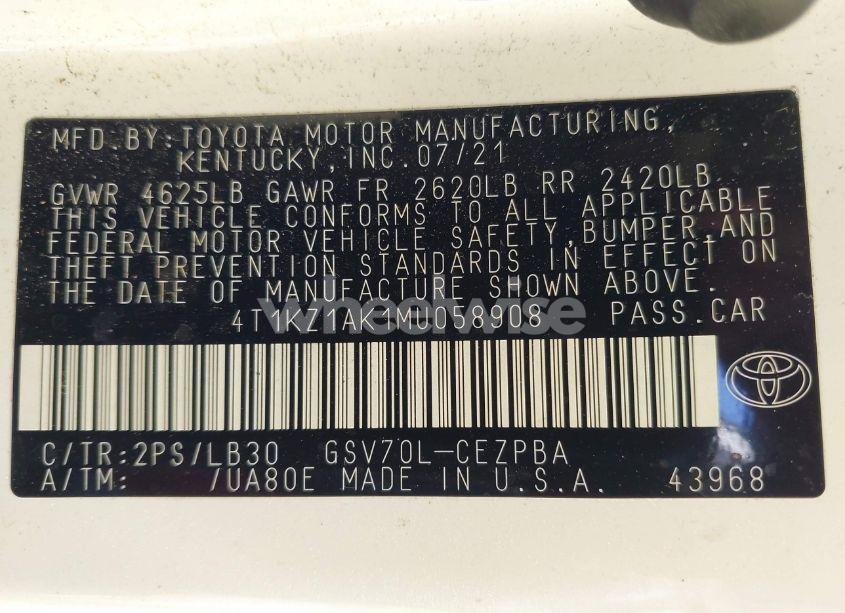 MFD. BY: TOYOTA MOTOR MANUFACTURING,
KENTUCKY, INC. 07/21
GVWR 4625LB GAWR FR 2620LB RR 2420LB
THIS VEHICLE CONFORMS TO ALL APPLICABLE
FEDERAL MOTOR VEHICLE SAFETY, BUMPER, AND
THEFT PREVENTION STANDARDS IN EFFECT ON
THE DATE OF MANUFACTURE SHOWN ABOVE.
wheelwise
PASS. CAR
C/TR: 2PS/LB30 GSV70L-CEZPBA
A/TM: /UA80E MADE IN U.S.A. 43968